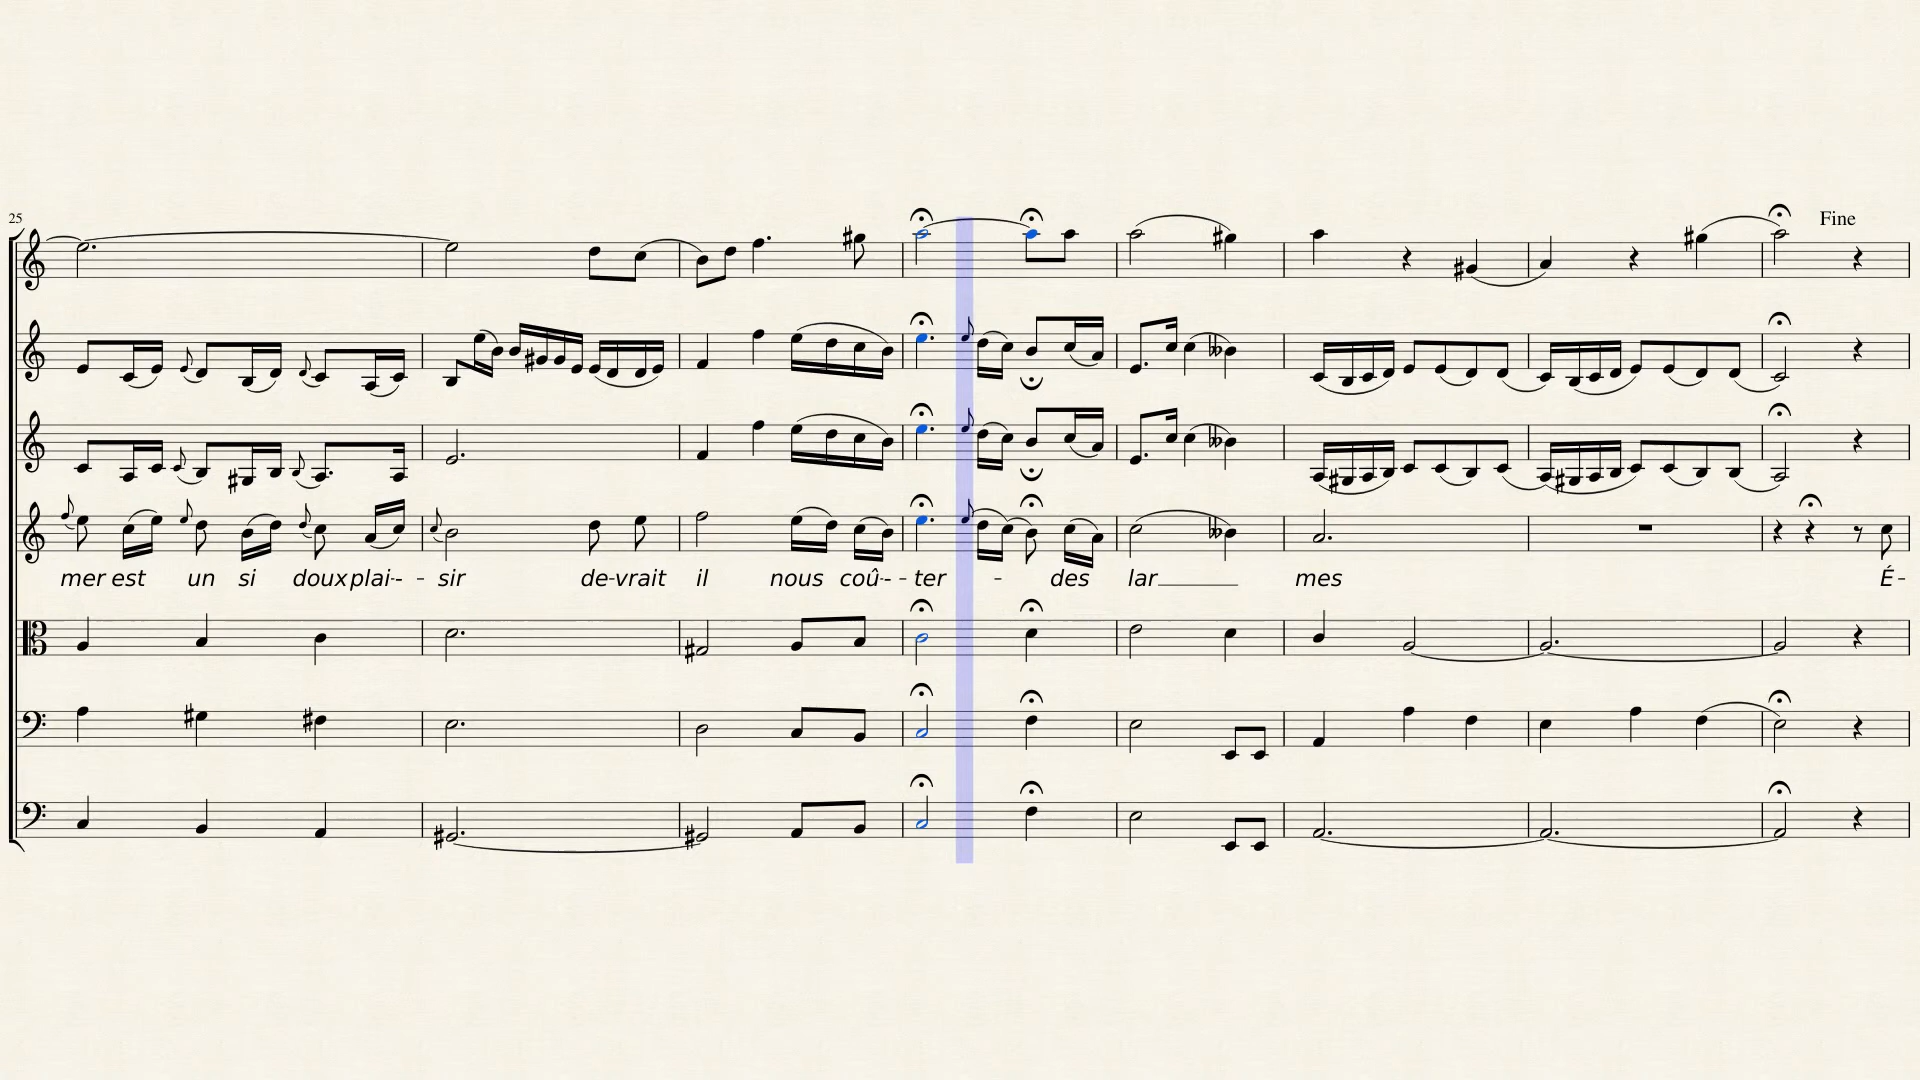 25
Fine
mer est un si doux plai - sir de-vrait il nous coû - ter - des lar mes É -